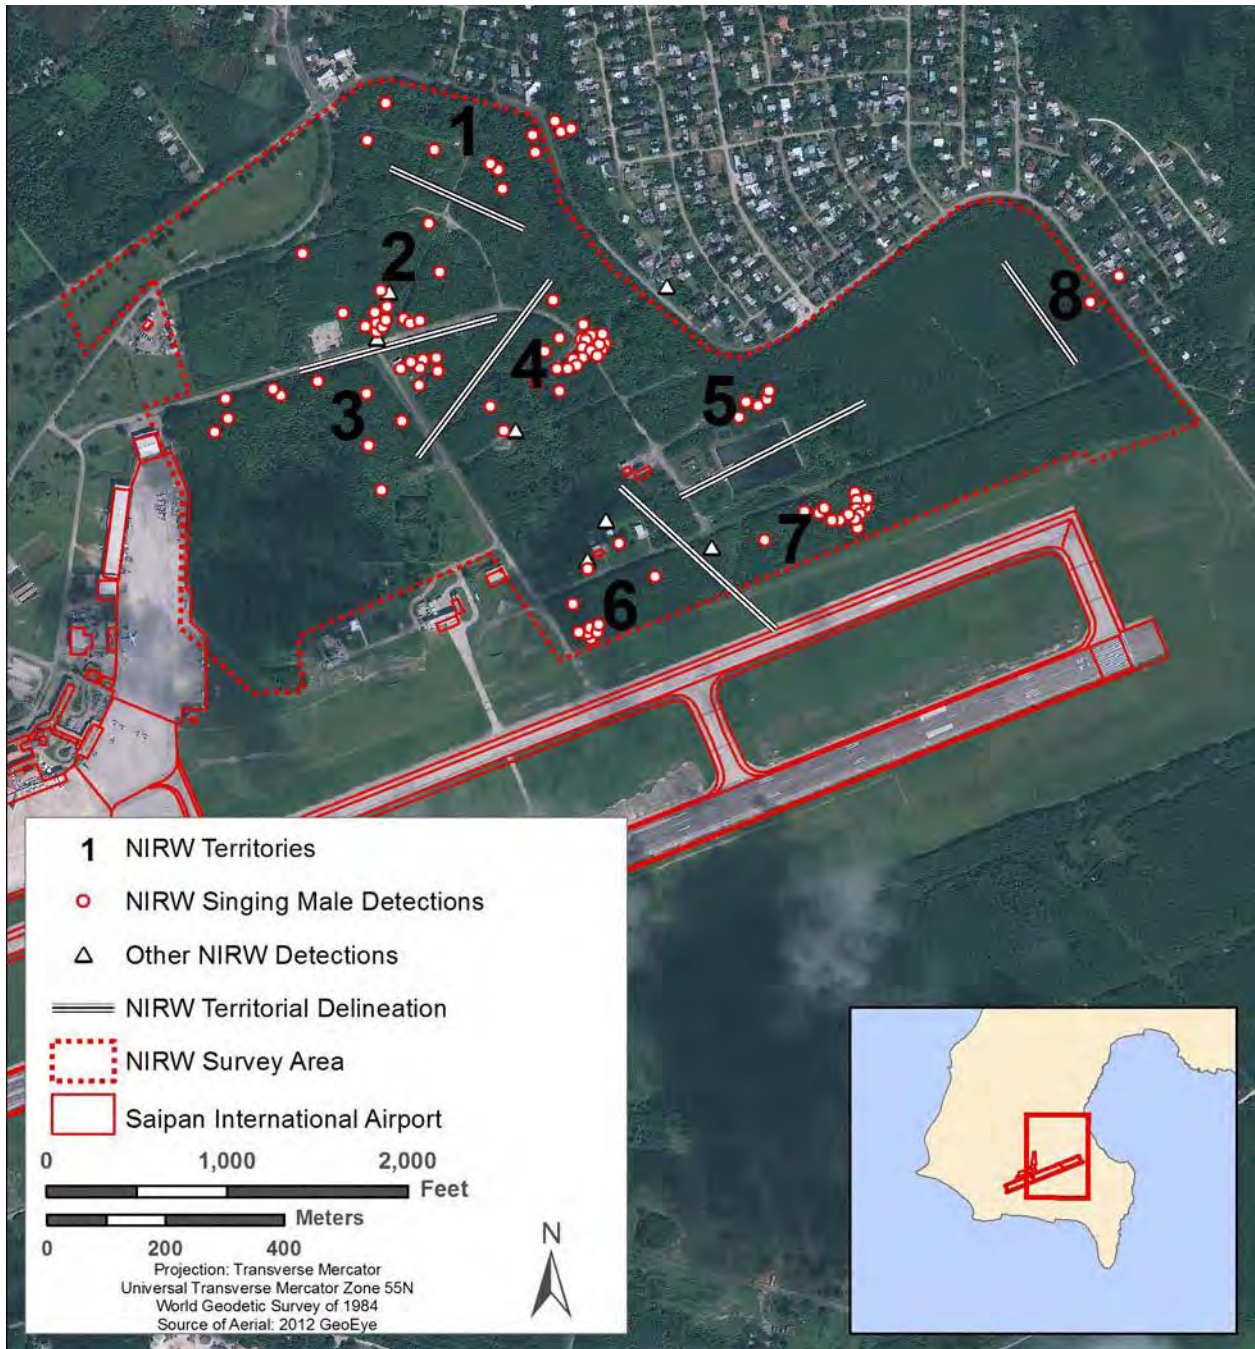 1
2
8
4
5
3
7
6
1 NIRW Territories
NIRW Singing Male Detections
Other NIRW Detections
NIRW Territorial Delineation
NIRW Survey Area
Saipan International Airport
0 1,000 2,000
Feet
Meters
0 200 400
Projection: Transverse Mercator
Universal Transverse Mercator Zone 55N
World Geodetic Survey of 1984
Source of Aerial: 2012 GeoEye
N